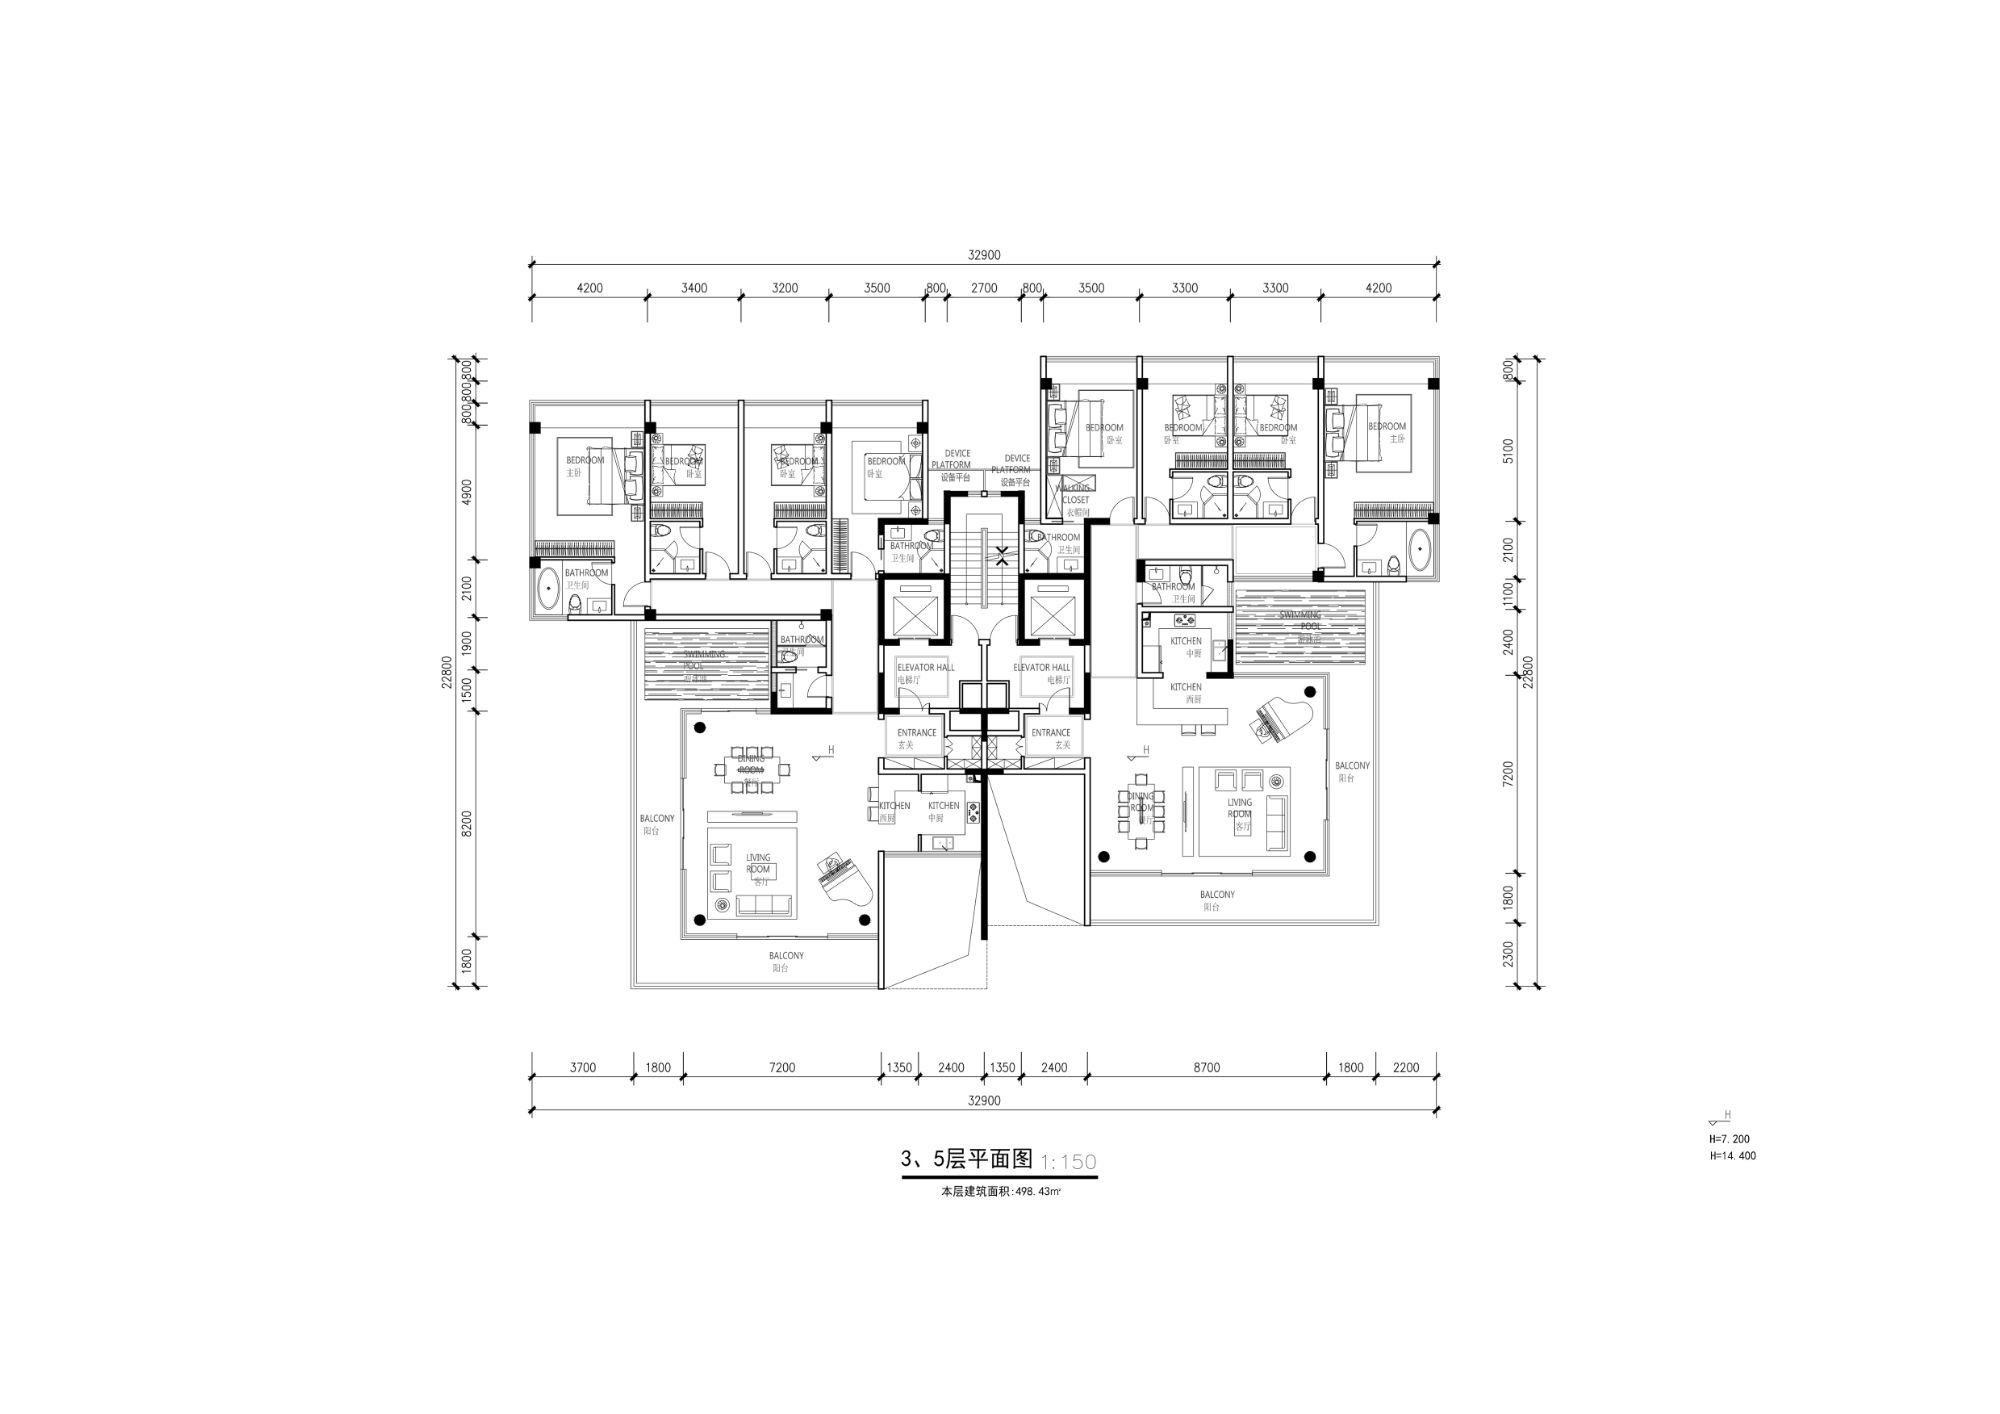 32900
4200 3400 3200 3500 800 2700 800 3500 3300 3300 4200
22800
800
800
800
4900
2100
1900
1500
8200
1800
800
5100
2100
1100
2400
7200
1800
2300
22800
BEDROOM
主卧
BEDROOM
卧室
BEDROOM
卧室
BEDROOM
卧室
DEVICE
PLATFORM
设备平台
DEVICE
PLATFORM
设备平台
BEDROOM
卧室
BEDROOM
卧室
BEDROOM
卧室
BEDROOM
主卧
WALKING
CLOSET
衣帽间
BATHROOM
卫生间
BATHROOM
卫生间
BATHROOM
卫生间
BATHROOM
卫生间
BATHROOM
卫生间
SWIMMING
POOL
SWIMMING
POOL
KITCHEN
中厨
KITCHEN
西厨
ELEVATOR HALL
电梯厅
ELEVATOR HALL
电梯厅
ENTRANCE
玄关
ENTRANCE
玄关
H
H
DINING
ROOM
餐厅
KITCHEN
西厨
KITCHEN
中厨
DINING
ROOM
餐厅
LIVING
ROOM
客厅
BALCONY
阳台
BALCONY
阳台
LIVING
ROOM
客厅
BALCONY
阳台
BALCONY
阳台
3700 1800 7200 1350 2400 1350 2400 8700 1800 2200
32900
3、5层平面图 1:150
本层建筑面积:498.43㎡
H
H=7.200
H=14.400